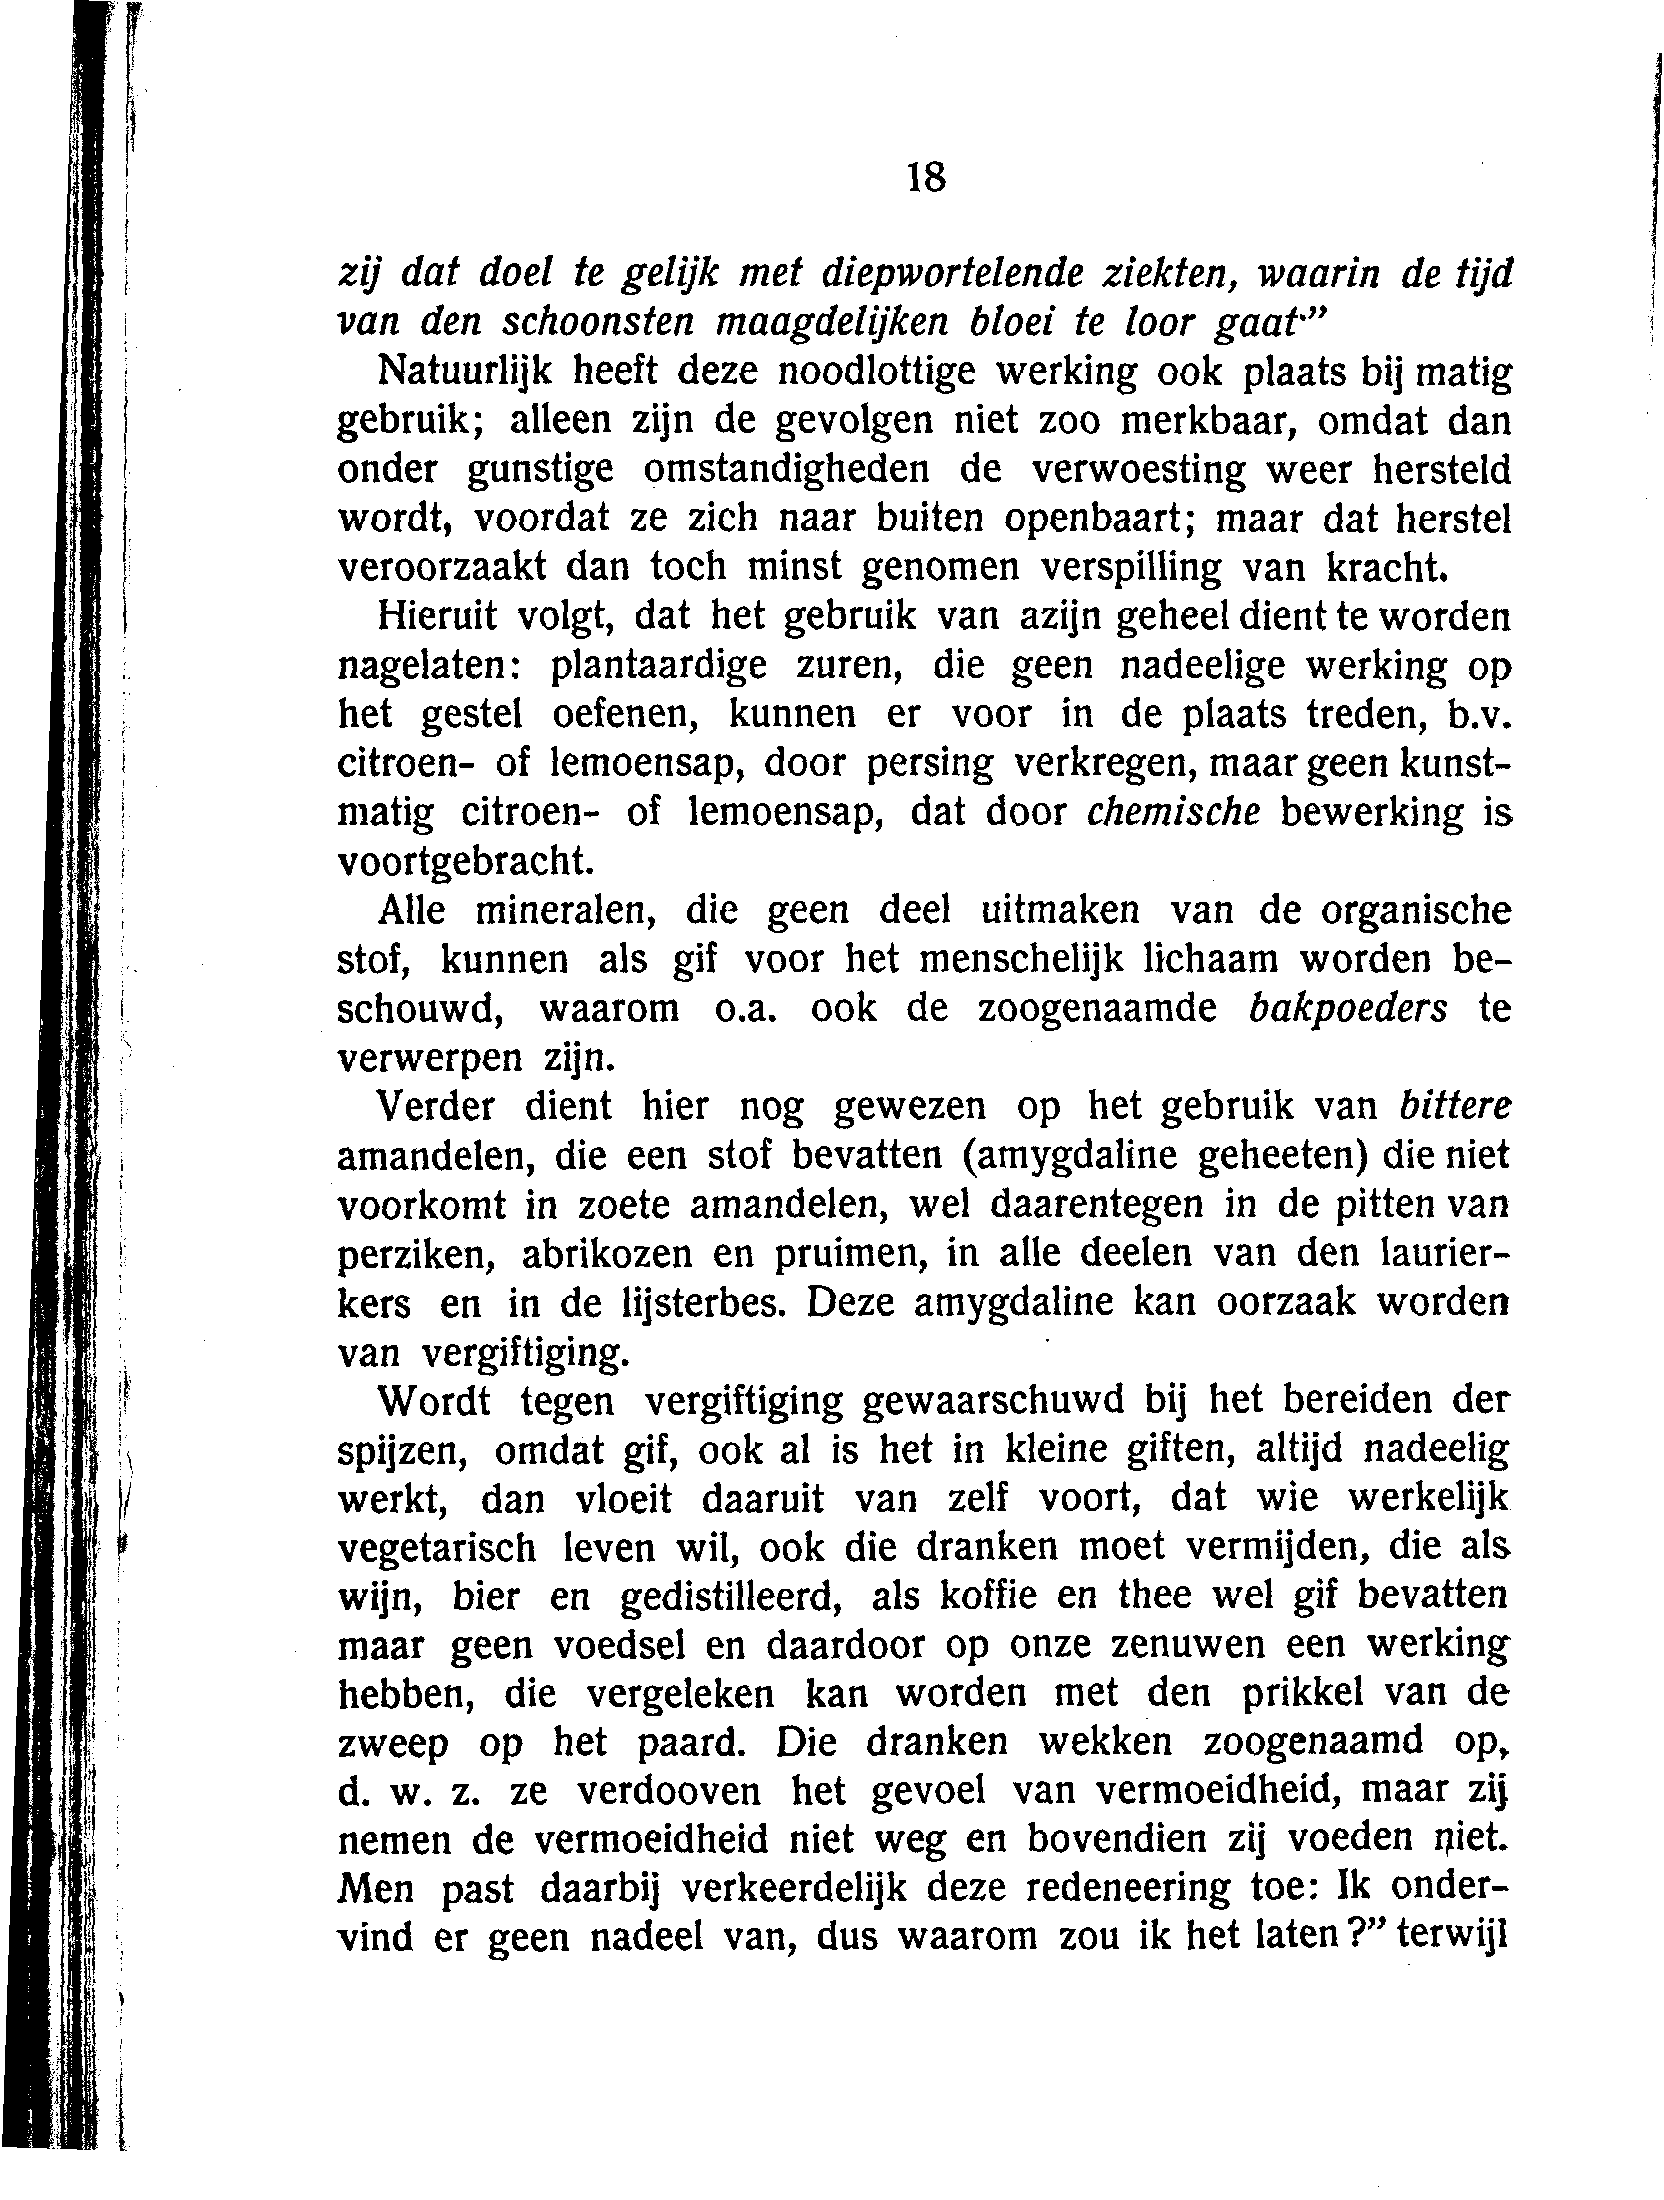 18
zij dat doel te gelijk met diepwortelende ziekten, waarin de tijd
van den schoonsten maagdelijken bloei te loor gaat·”
Natuurlijk heeft deze noodlottige werking ook plaats bij matig
gebruik; alleen zijn de gevolgen niet zoo merkbaar, omdat dan
onder gunstige omstandigheden de verwoesting weer hersteld
wordt, voordat ze zich naar buiten openbaart; maar dat herstel
veroorzaakt dan toch minst genomen verspilling van kracht.
Hieruit volgt, dat het gebruik van azijn geheel dient te worden
nagelaten: plantaardige zuren, die geen nadeelige werking op
het gestel oefenen, kunnen er voor in de plaats treden, b.v.
citroen- of lemoensap, door persing verkregen, maar geen kunst-
matig citroen- of lemoensap, dat door chemische bewerking is
voortgebracht.
Alle mineralen, die geen deel uitmaken van de organische
stof, kunnen als gif voor het menschelijk lichaam worden be-
schouwd, waarom o.a. ook de zoogenaamde bakpoeders te
verwerpen zijn.
Verder dient hier nog gewezen op het gebruik van bittere
amandelen, die een stof bevatten (amygdaline geheeten) die niet
voorkomt in zoete amandelen, wel daarentegen in de pitten van
perziken, abrikozen en pruimen, in alle deelen van den laurier-
kers en in de lijsterbes. Deze amygdaline kan oorzaak worden
van vergiftiging.
Wordt tegen vergiftiging gewaarschuwd bij het bereiden der
spijzen, omdat gif, ook al is het in kleine giften, altijd nadeelig
werkt, dan vloeit daaruit van zelf voort, dat wie werkelijk
vegetarisch leven wil, ook die dranken moet vermijden, die als
wijn, bier en gedistilleerd, als koffie en thee wel gif bevatten
maar geen voedsel en daardoor op onze zenuwen een werking
hebben, die vergeleken kan worden met den prikkel van de
zweep op het paard. Die dranken wekken zoogenaamd op,
d. w. z. ze verdooven het gevoel van vermoeidheid, maar zij
nemen de vermoeidheid niet weg en bovendien zij voeden niet.
Men past daarbij verkeerdelijk deze redeneering toe: Ik onder-
vind er geen nadeel van, dus waarom zou ik het laten?” terwijl